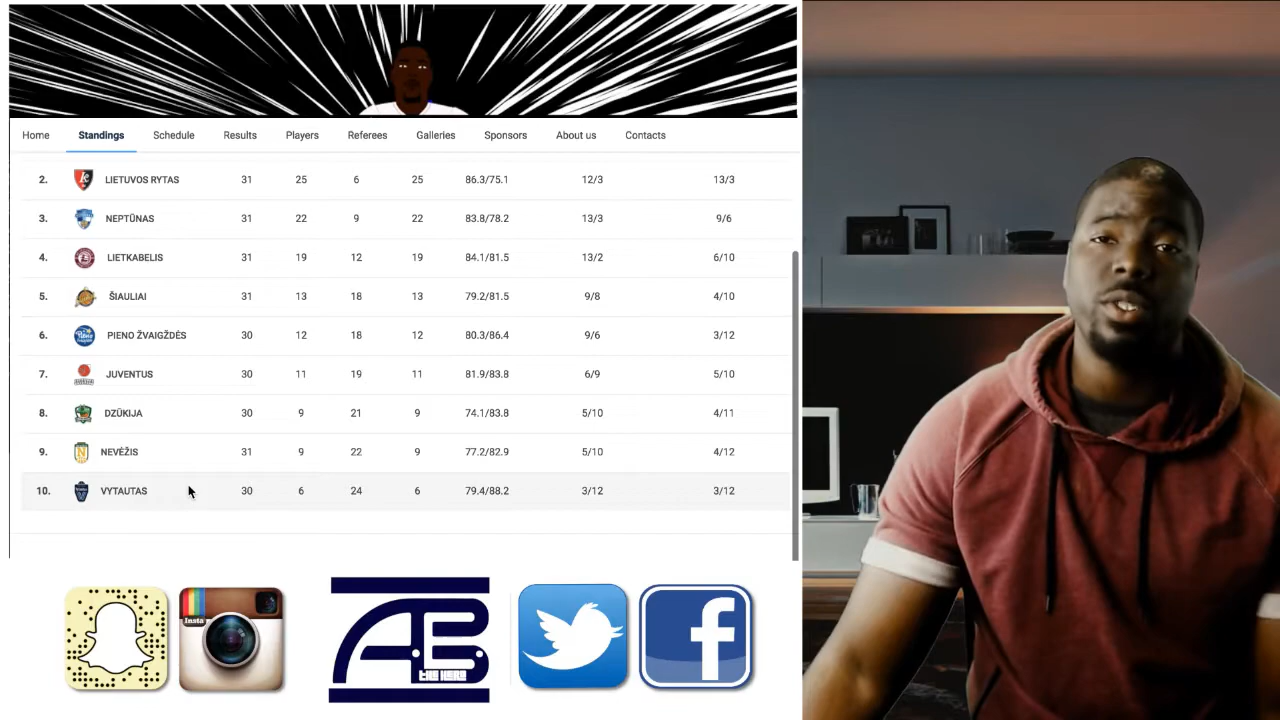 Home Standings Schedule Results Players Referees Galleries Sponsors About us Contacts
2. LIETUVOS RYTAS 31 25 6 25 86.3/75.1 12/3 13/3
3. NEPTŪNAS 31 22 9 22 83.8/78.2 13/3 9/6
4. LIETKABELIS 31 19 12 19 84.1/81.5 13/2 6/10
5. ŠIAULIAI 31 13 18 13 79.2/81.5 9/8 4/10
6. PIENO ŽVAIGŽDĖS 30 12 18 12 80.3/86.4 9/6 3/12
7. JUVENTUS 30 11 19 11 81.9/83.8 6/9 5/10
8. DZŪKIJA 30 9 21 9 74.1/83.8 5/10 4/11
9. NEVĖŽIS 31 9 22 9 77.2/82.9 5/10 4/12
10. VYTAUTAS 30 6 24 6 79.4/88.2 3/12 3/12
Insta
AB
THE HERO
f